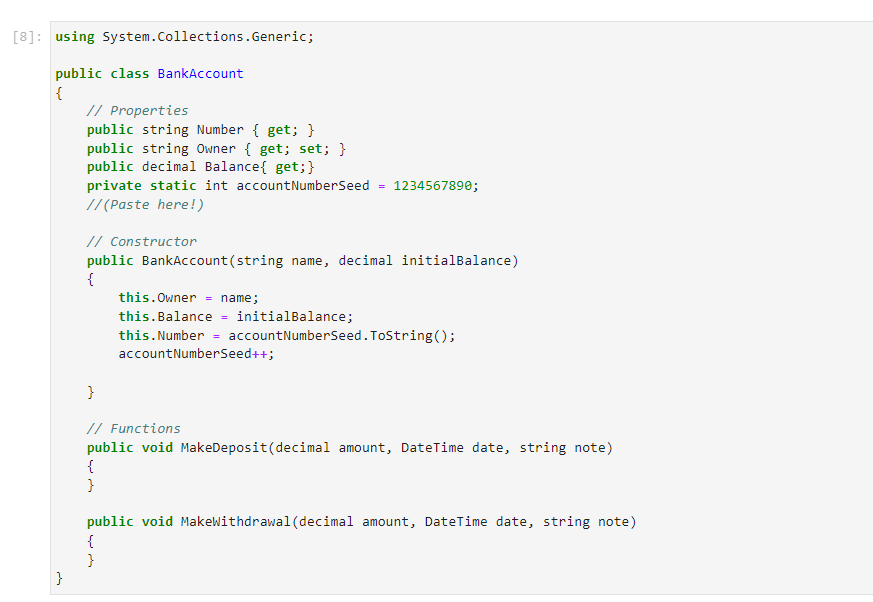 [8]: using System.Collections.Generic;

public class BankAccount
{
    // Properties
    public string Number { get; }
    public string Owner { get; set; }
    public decimal Balance{ get;}
    private static int accountNumberSeed = 1234567890;
    //(Paste here!)

    // Constructor
    public BankAccount(string name, decimal initialBalance)
    {
        this.Owner = name;
        this.Balance = initialBalance;
        this.Number = accountNumberSeed.ToString();
        accountNumberSeed++;

    }

    // Functions
    public void MakeDeposit(decimal amount, DateTime date, string note)
    {
    }

    public void MakeWithdrawal(decimal amount, DateTime date, string note)
    {
    }
}